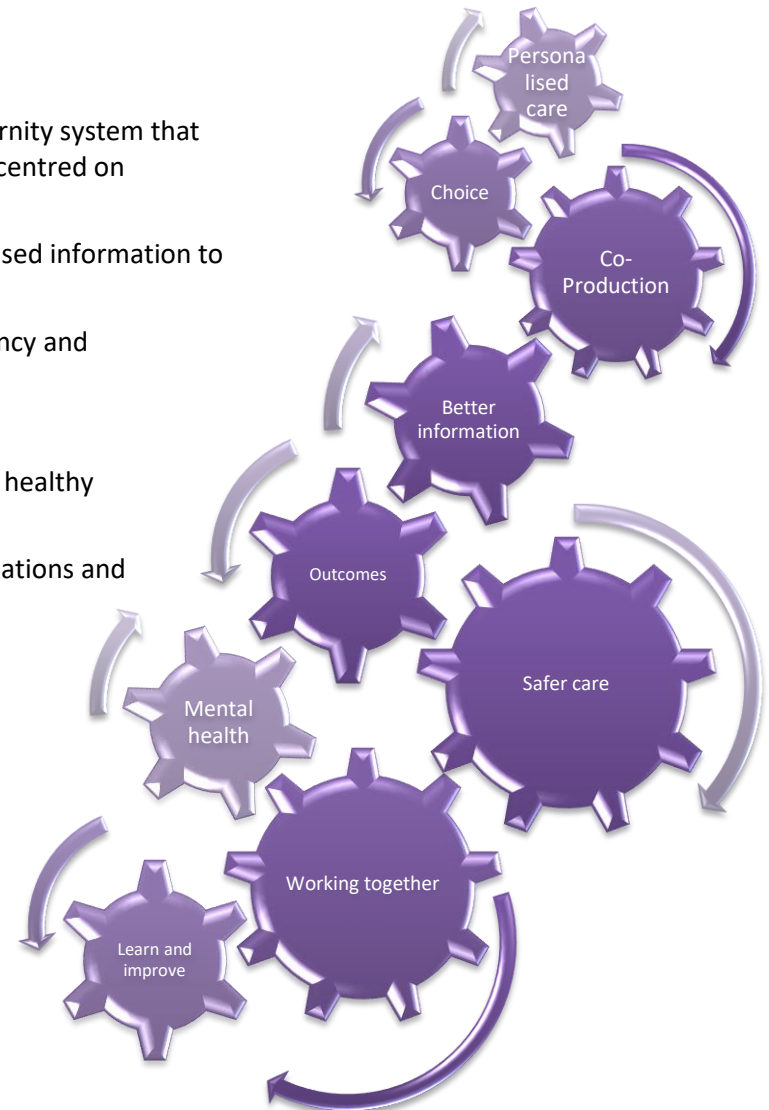 ernity system that
centred on
sed information to
ncy and
healthy
ations and
Persona
lised
care
Choice
Co-
Production
Better
information
Outcomes
Safer care
Mental
health
Working together
Learn and
improve